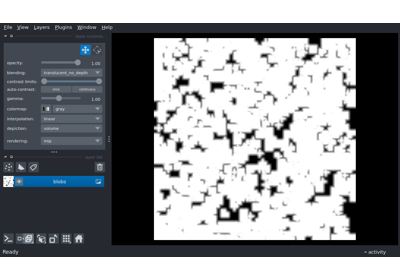 File View Layers Plugins Window Help
opacity: 1.00
blending: translucent_no_depth
contrast limits:
auto-contrast: once continuous
gamma: 1.00
colormap: gray
interpolation: linear
depiction: volume
rendering: mip
blobs
Ready
activity